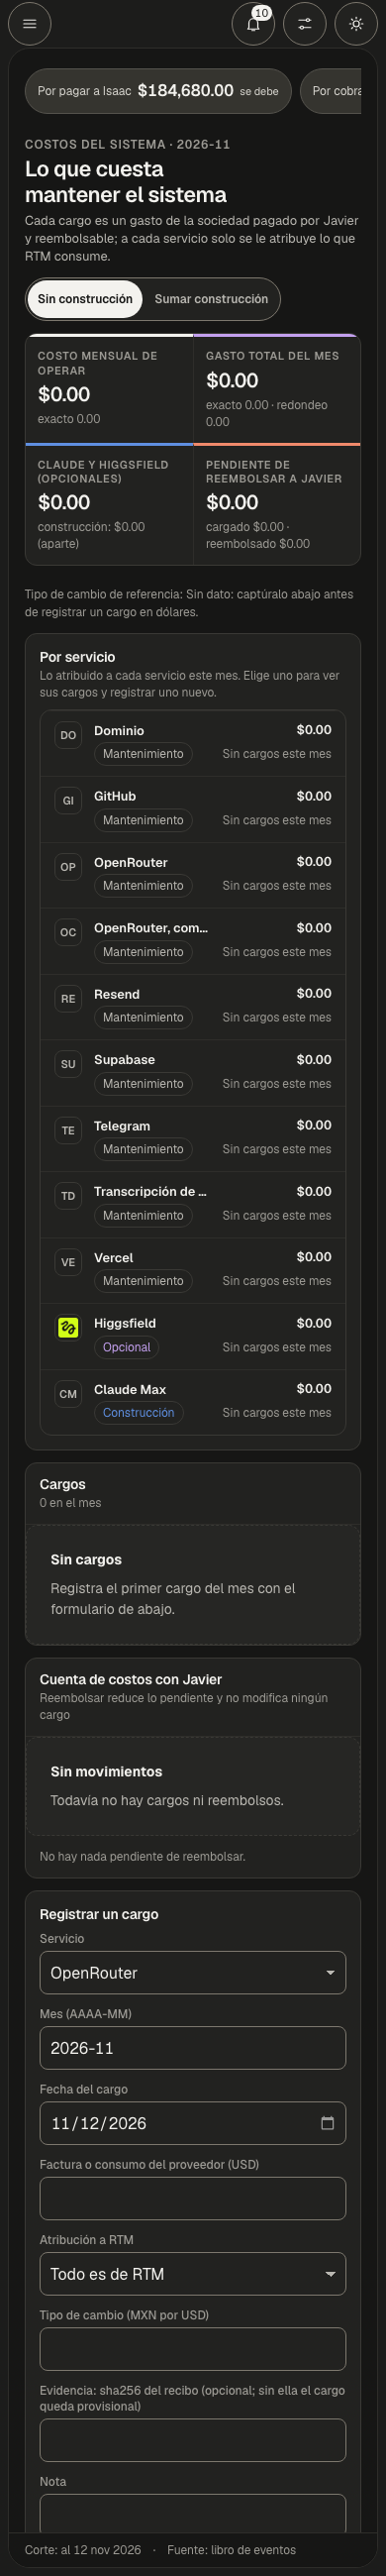 10
Por pagar a Isaac $184,680.00 se debe
Por cobra
COSTOS DEL SISTEMA · 2026-11
Lo que cuesta
mantener el sistema
Cada cargo es un gasto de la sociedad pagado por Javier
y reembolsable; a cada servicio solo se le atribuye lo que
RTM consume.
Sin construcción
Sumar construcción
COSTO MENSUAL DE
OPERAR
$0.00
exacto 0.00
GASTO TOTAL DEL MES
$0.00
exacto 0.00 · redondeo
0.00
CLAUDE Y HIGGSFIELD
(OPCIONALES)
$0.00
construcción: $0.00
(aparte)
PENDIENTE DE
REEMBOLSAR A JAVIER
$0.00
cargado $0.00 ·
reembolsado $0.00
Tipo de cambio de referencia: Sin dato: captúralo abajo antes
de registrar un cargo en dólares.
Por servicio
Lo atribuido a cada servicio este mes. Elige uno para ver
sus cargos y registrar uno nuevo.
DO Dominio $0.00
Mantenimiento Sin cargos este mes
GI GitHub $0.00
Mantenimiento Sin cargos este mes
OP OpenRouter $0.00
Mantenimiento Sin cargos este mes
OC OpenRouter, com... $0.00
Mantenimiento Sin cargos este mes
RE Resend $0.00
Mantenimiento Sin cargos este mes
SU Supabase $0.00
Mantenimiento Sin cargos este mes
TE Telegram $0.00
Mantenimiento Sin cargos este mes
TD Transcripción de ... $0.00
Mantenimiento Sin cargos este mes
VE Vercel $0.00
Mantenimiento Sin cargos este mes
Higgsfield $0.00
Opcional Sin cargos este mes
CM Claude Max $0.00
Construcción Sin cargos este mes
Cargos
0 en el mes
Sin cargos
Registra el primer cargo del mes con el
formulario de abajo.
Cuenta de costos con Javier
Reembolsar reduce lo pendiente y no modifica ningún
cargo
Sin movimientos
Todavía no hay cargos ni reembolsos.
No hay nada pendiente de reembolsar.
Registrar un cargo
Servicio
OpenRouter
Mes (AAAA-MM)
2026-11
Fecha del cargo
11/12/2026
Factura o consumo del proveedor (USD)
Atribución a RTM
Todo es de RTM
Tipo de cambio (MXN por USD)
Evidencia: sha256 del recibo (opcional; sin ella el cargo
queda provisional)
Nota
Corte: al 12 nov 2026 · Fuente: libro de eventos